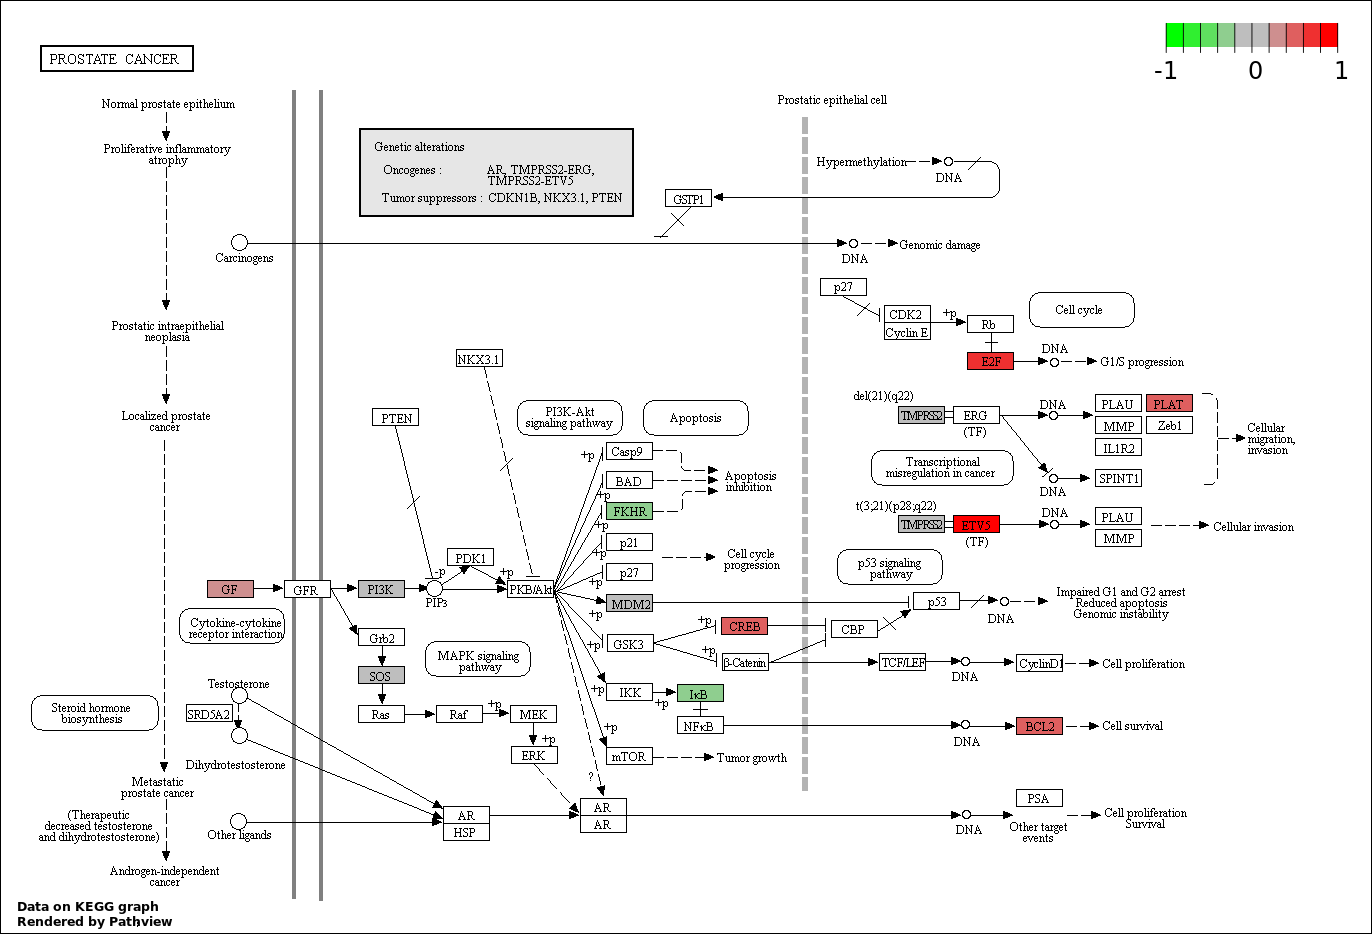 PROSTATE CANCER
-1 0 1
Normal prostate epithelium
Proliferative inflammatory
atrophy
Prostatic intraepithelial
neoplasia
Localized prostate
cancer
Metastatic
prostate cancer
(Therapeutic
decreased testosterone
and dihydrotestosterone)
Androgen-independent
cancer
Genetic alterations
Oncogenes : AR, TMPRSS2-ERG,
TMPRSS2-ETV5
Tumor suppressors : CDKN1B, NKX3.1, PTEN
Prostatic epithelial cell
Hypermethylation
DNA
GSTP1
Carcinogens
DNA
Genomic damage
p27
CDK2
Cyclin E
+p
Rb
E2F
Cell cycle
DNA
G1/S progression
NKX3.1
PTEN
PI3K-Akt
signaling pathway
Apoptosis
del(21)(q22)
TMPRSS2
ERG
(TF)
DNA
PLAU
PLAT
MMP
Zeb1
IL1R2
Cellular
migration,
invasion
Transcriptional
misregulation in cancer
DNA
SPINT1
t(3;21)(p28;q22)
TMPRSS2
ETV5
(TF)
DNA
PLAU
MMP
Cellular invasion
+p
Casp9
BAD
+p
FKHR
+p
Apoptosis
inhibition
p21
+p
p27
+p
Cell cycle
progression
MDM2
+p
p53 signaling
pathway
p53
DNA
Impaired G1 and G2 arrest
Reduced apoptosis
Genomic instability
GF
GFR
PI3K
-p
PIP3
PDK1
+p
PKB/Akt
Cytokine-cytokine
receptor interaction
Grb2
SOS
Ras
Raf
+p
MEK
+p
ERK
MAPK signaling
pathway
+p
GSK3
+p
CREB
+p
β-Catenin
CBP
TCF/LEF
DNA
CyclinD1
Cell proliferation
+p
IKK
+p
IκB
NFκB
DNA
BCL2
Cell survival
+p
mTOR
Tumor growth
?
Testosterone
SRD5A2
Dihydrotestosterone
Steroid hormone
biosynthesis
Other ligands
AR
HSP
AR
AR
DNA
PSA
Other target
events
Cell proliferation
Survival
Data on KEGG graph
Rendered by Pathview